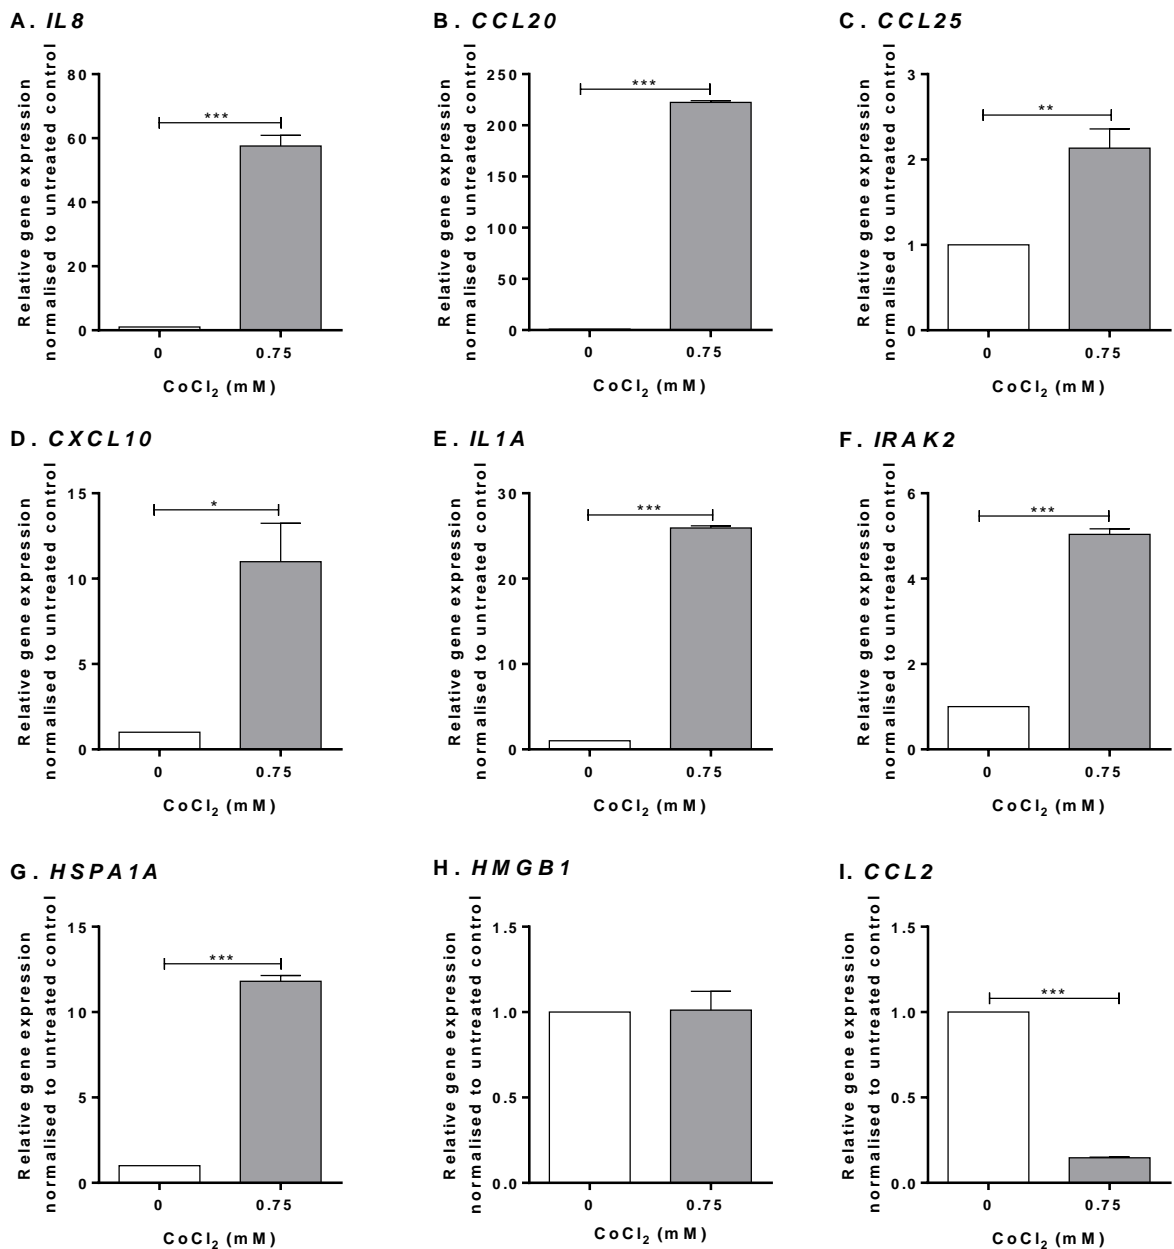 A. IL8
Relative gene expression
normalised to untreated control
80
60
40
20
0
***
0
0.75
CoCl₂ (mM)
B. CCL20
Relative gene expression
normalised to untreated control
250
200
150
100
50
0
***
0
0.75
CoCl₂ (mM)
C. CCL25
Relative gene expression
normalised to untreated control
3
2
1
0
**
0
0.75
CoCl₂ (mM)
D. CXCL10
Relative gene expression
normalised to untreated control
15
10
5
0
*
0
0.75
CoCl₂ (mM)
E. IL1A
Relative gene expression
normalised to untreated control
30
20
10
0
***
0
0.75
CoCl₂ (mM)
F. IRAK2
Relative gene expression
normalised to untreated control
6
4
2
0
***
0
0.75
CoCl₂ (mM)
G. HSPA1A
Relative gene expression
normalised to untreated control
15
10
5
0
***
0
0.75
CoCl₂ (mM)
H. HMGB1
Relative gene expression
normalised to untreated control
1.5
1.0
0.5
0.0
0
0.75
CoCl₂ (mM)
I. CCL2
Relative gene expression
normalised to untreated control
1.5
1.0
0.5
0.0
***
0
0.75
CoCl₂ (mM)